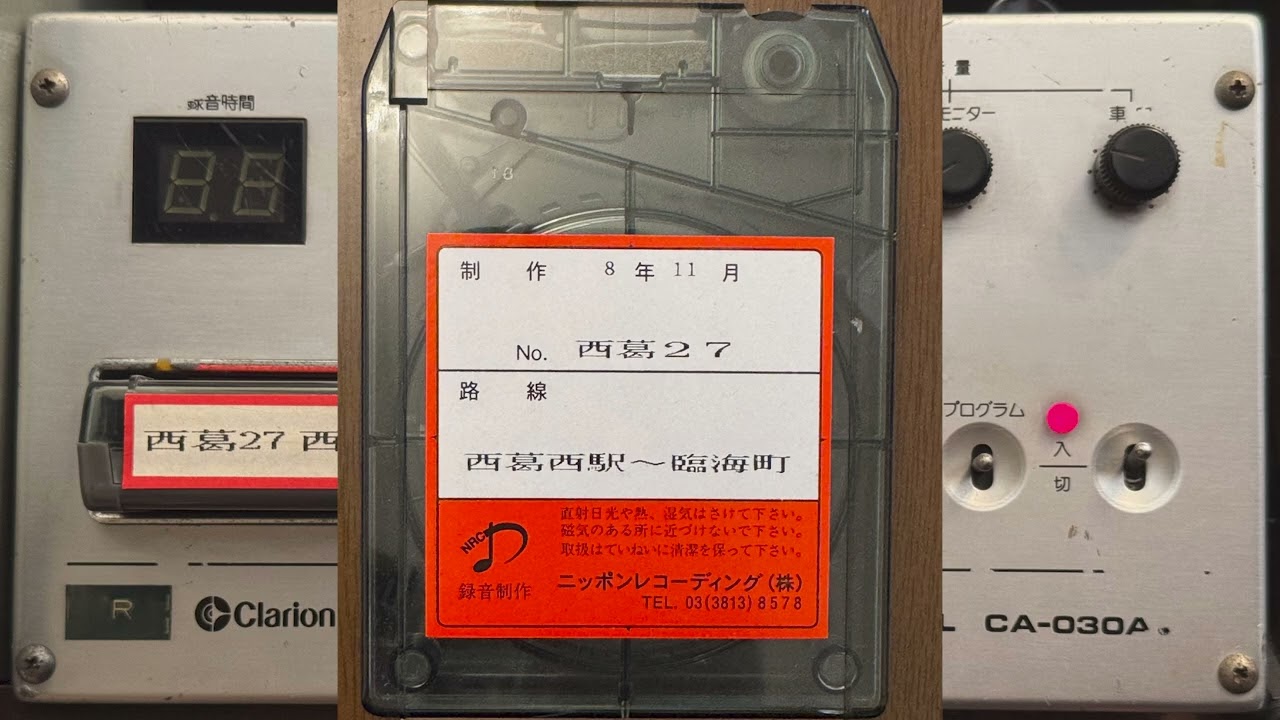 録音時間
88
西葛27 西
R
Clarion
18
制 作 8 年 11 月
No. 西葛27
路 線
西葛西駅〜臨海町
直射日光や熱、湿気はさけて下さい。
磁気のある所に近づけないで下さい。
取扱はていねいに清潔を保って下さい。
NRC
録音制作
ニッポンレコーディング(株)
TEL. 03(3813)8578
量
モニター
車
プログラム
入
切
CA-030A